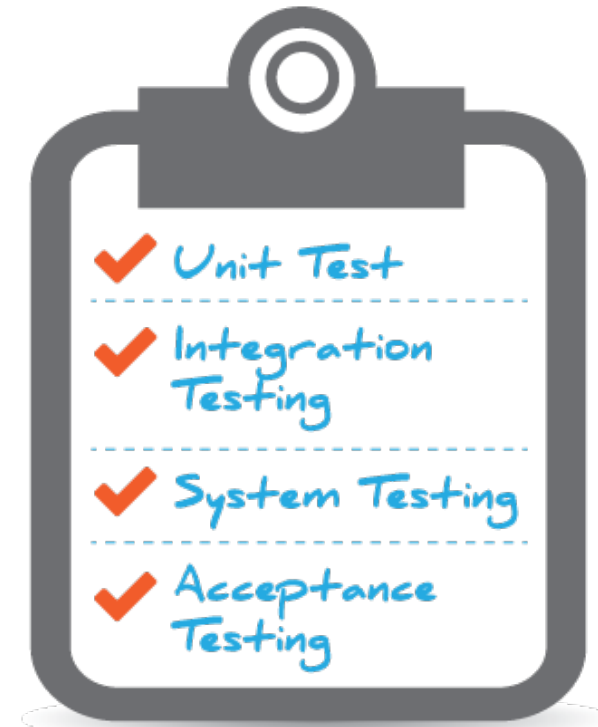 Unit Test
Integration
Testing
System Testing
Acceptance
Testing